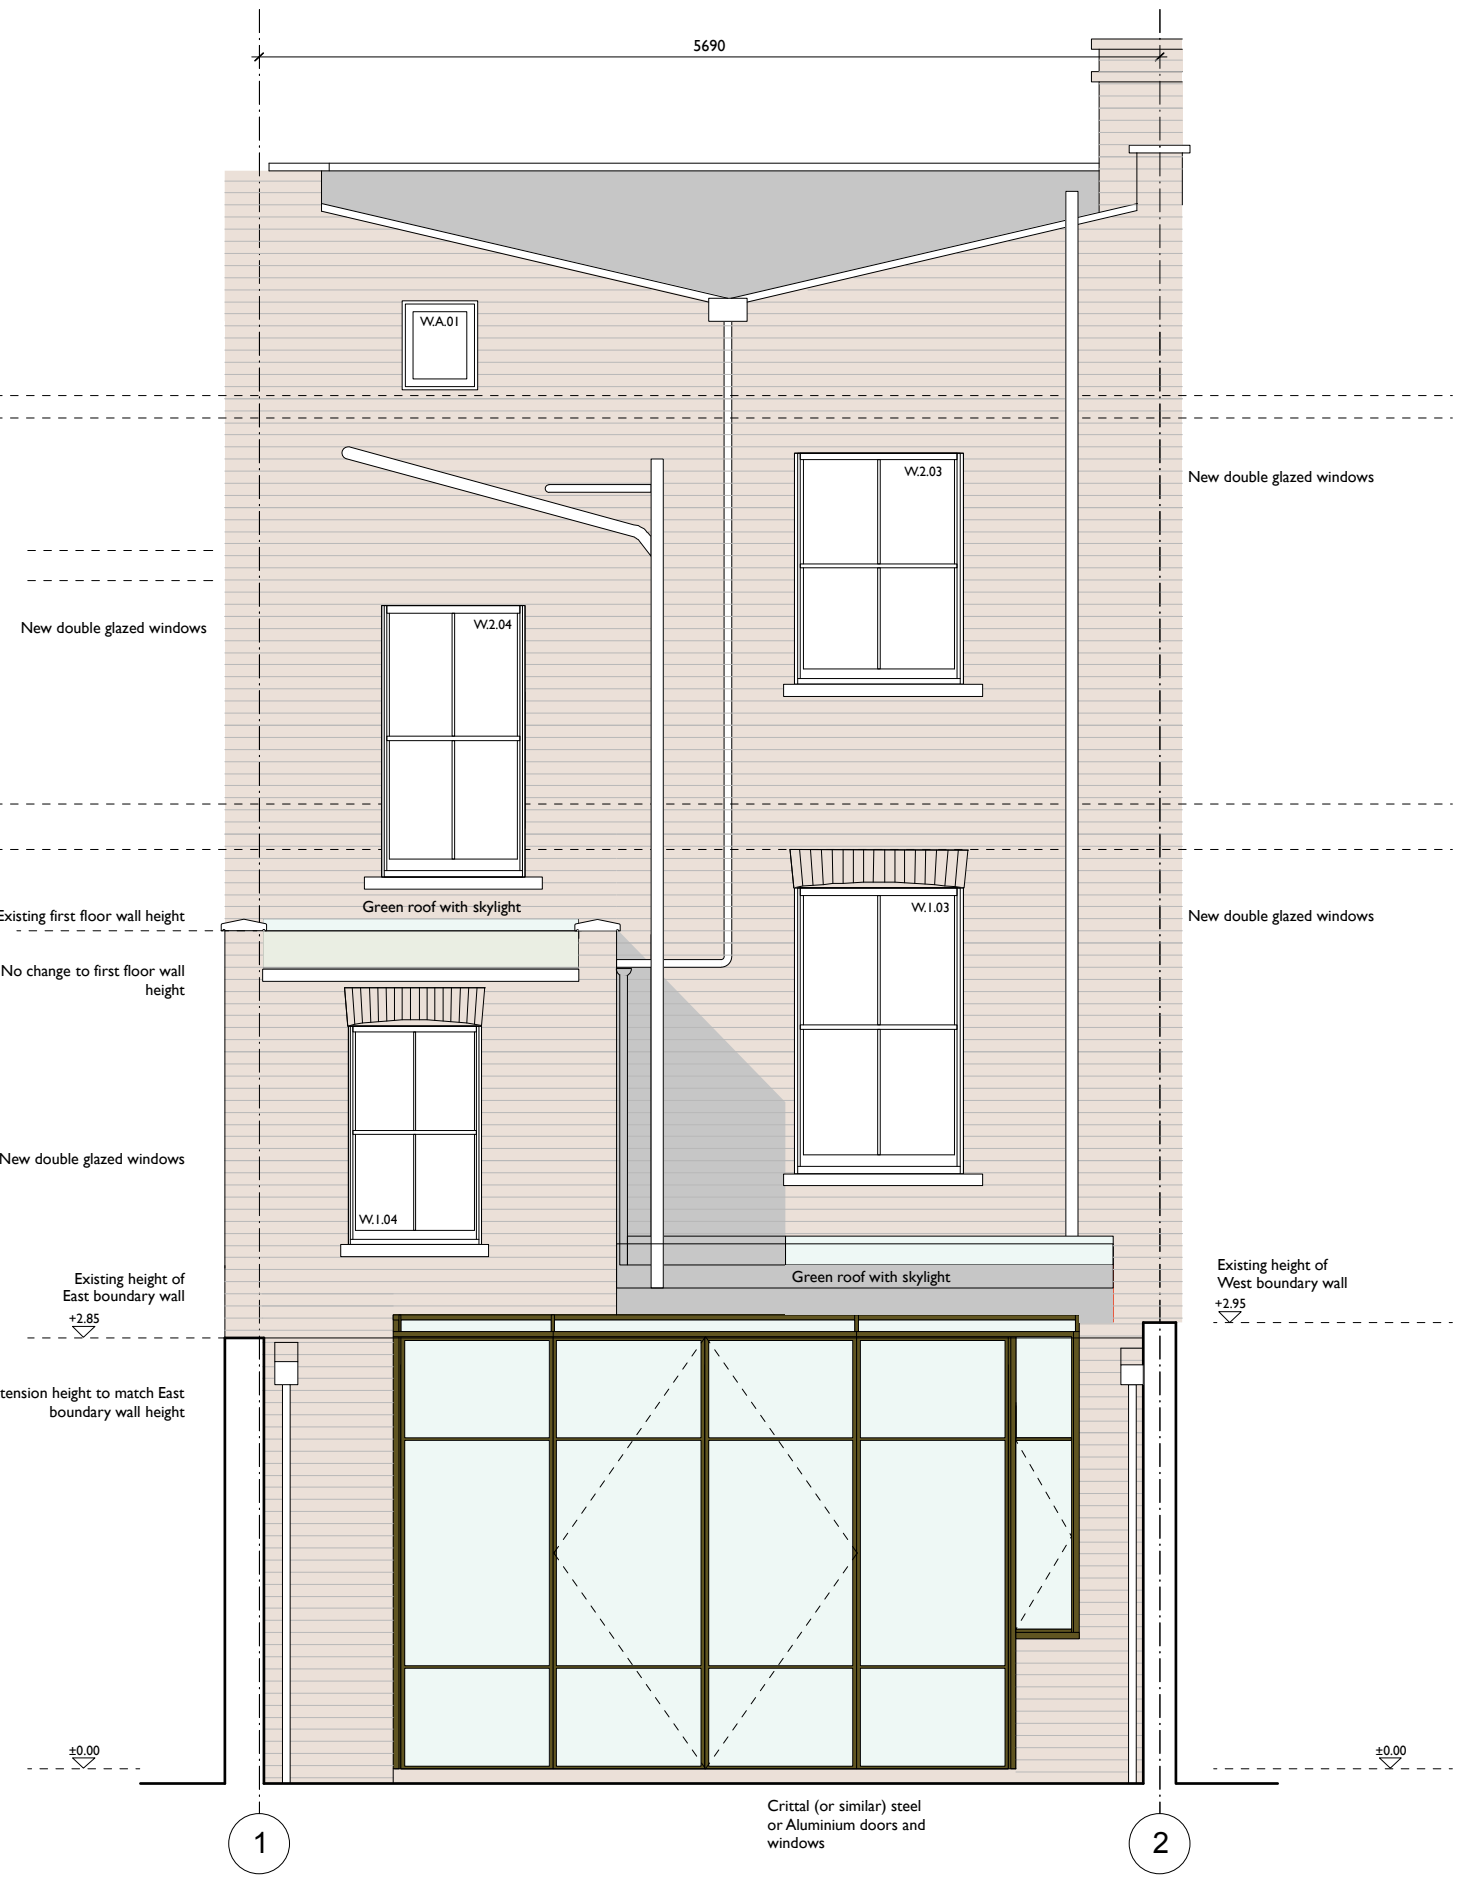 5690
W.A.01
W.2.03
New double glazed windows
W.2.04
New double glazed windows
Green roof with skylight
Existing first floor wall height
W.1.03
New double glazed windows
No change to first floor wall
height
New double glazed windows
W.1.04
Existing height of
East boundary wall
+2.85
Green roof with skylight
Existing height of
West boundary wall
+2.95
tension height to match East
boundary wall height
±0.00
±0.00
Crittal (or similar) steel
or Aluminium doors and
windows
1
2